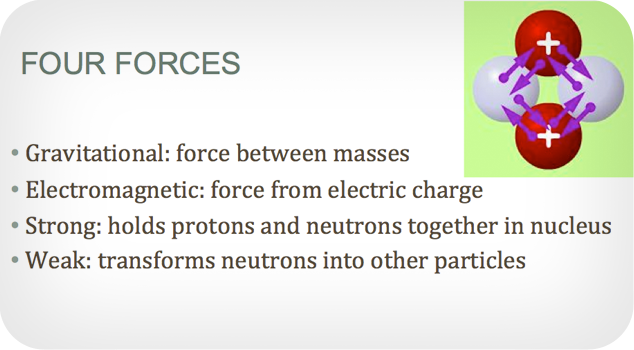 FOUR FORCES
+
+
• Gravitational: force between masses
• Electromagnetic: force from electric charge
• Strong: holds protons and neutrons together in nucleus
• Weak: transforms neutrons into other particles